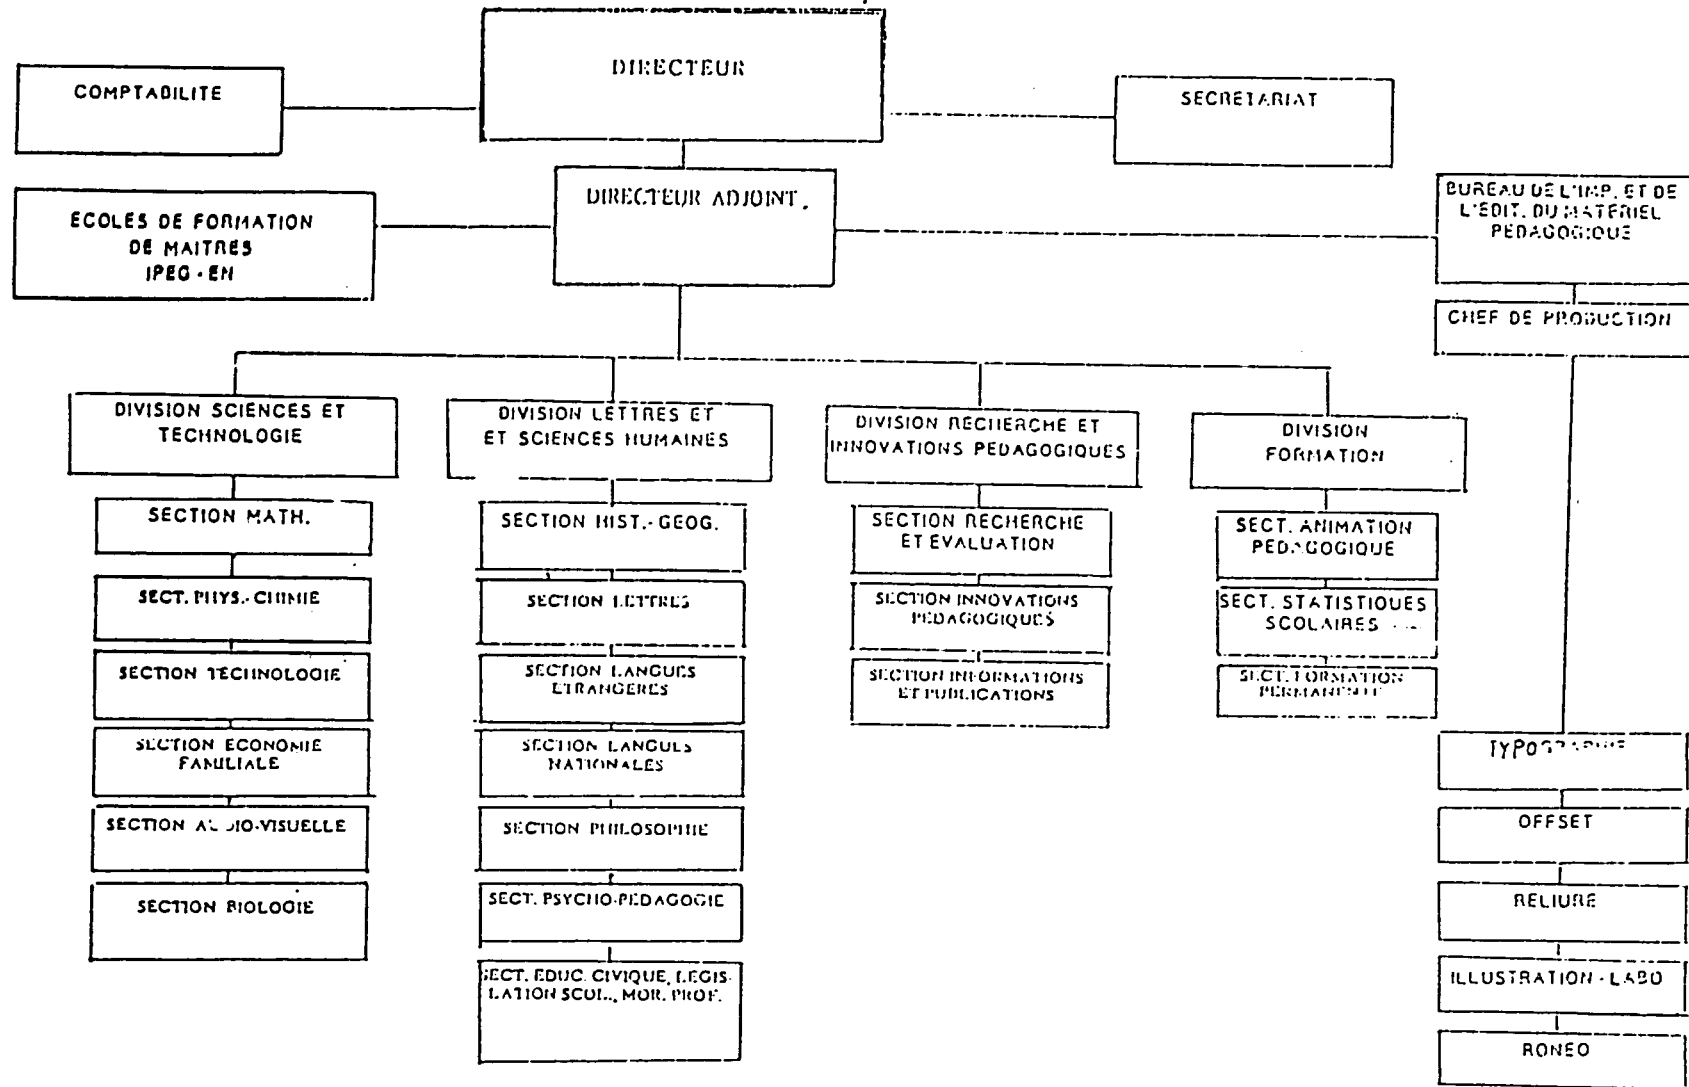 DIRECTEUR
COMPTABILITE
SECRETARIAT
DIRECTEUR ADJOINT.
ECOLES DE FORMATION
DE MAITRES
IPEG - EN
BUREAU DE L'IMP. ET DE
L'EDIT. DU MATERIEL
PEDAGOGIQUE
CHEF DE PRODUCTION
DIVISION SCIENCES ET
TECHNOLOGIE
SECTION MATH.
SECT. PHYS.-CHIMIE
SECTION TECHNOLOGIE
SECTION ECONOMIE
FAMILIALE
SECTION AUDIO-VISUELLE
SECTION BIOLOGIE
DIVISION LETTRES ET
ET SCIENCES HUMAINES
SECTION HIST.-GEOG.
SECTION LETTRES
SECTION LANGUES
ETRANGERES
SECTION LANGUES
NATIONALES
SECTION PHILOSOPHIE
SECT. PSYCHO-PEDAGOGIE
SECT. EDUC. CIVIQUE, LEGIS-
LATION SCOL., MOR. PROF.
DIVISION RECHERCHE ET
INNOVATIONS PEDAGOGIQUES
SECTION RECHERCHE
ET EVALUATION
SECTION INNOVATIONS
PEDAGOGIQUES
SECTION INFORMATIONS
ET PUBLICATIONS
DIVISION
FORMATION
SECT. ANIMATION
PEDAGOGIQUE
SECT. STATISTIQUES
SCOLAIRES
SECT. FORMATION
PERMANENTE
TYPOGRAPHIE
OFFSET
RELIURE
ILLUSTRATION - LABO
RONEO